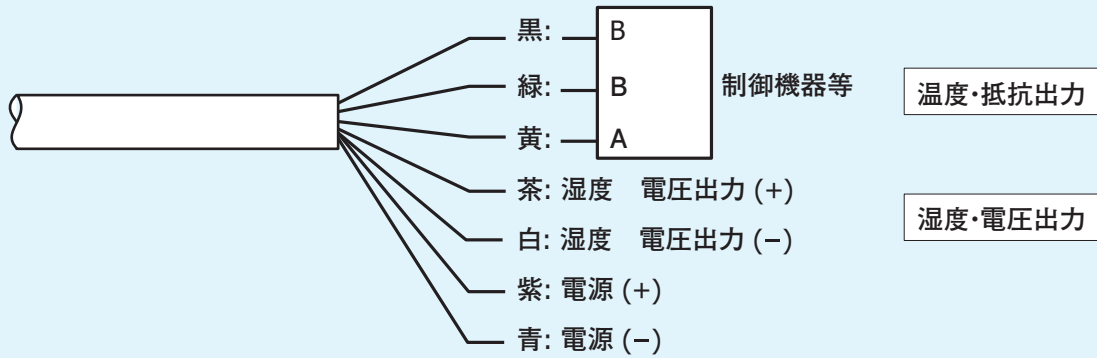 黒: B
緑: B
黄: A
制御機器等
温度･抵抗出力
茶: 湿度　電圧出力 (+)
白: 湿度　電圧出力 (−)
湿度･電圧出力
紫: 電源 (+)
青: 電源 (−)